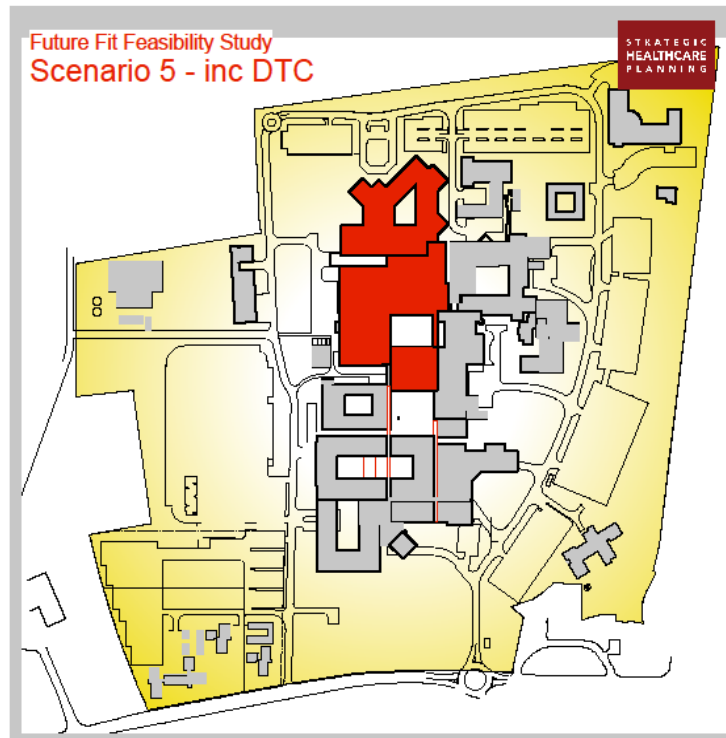 Future Fit Feasibility Study
Scenario 5 - inc DTC
STRATEGIC
HEALTHCARE
PLANNING